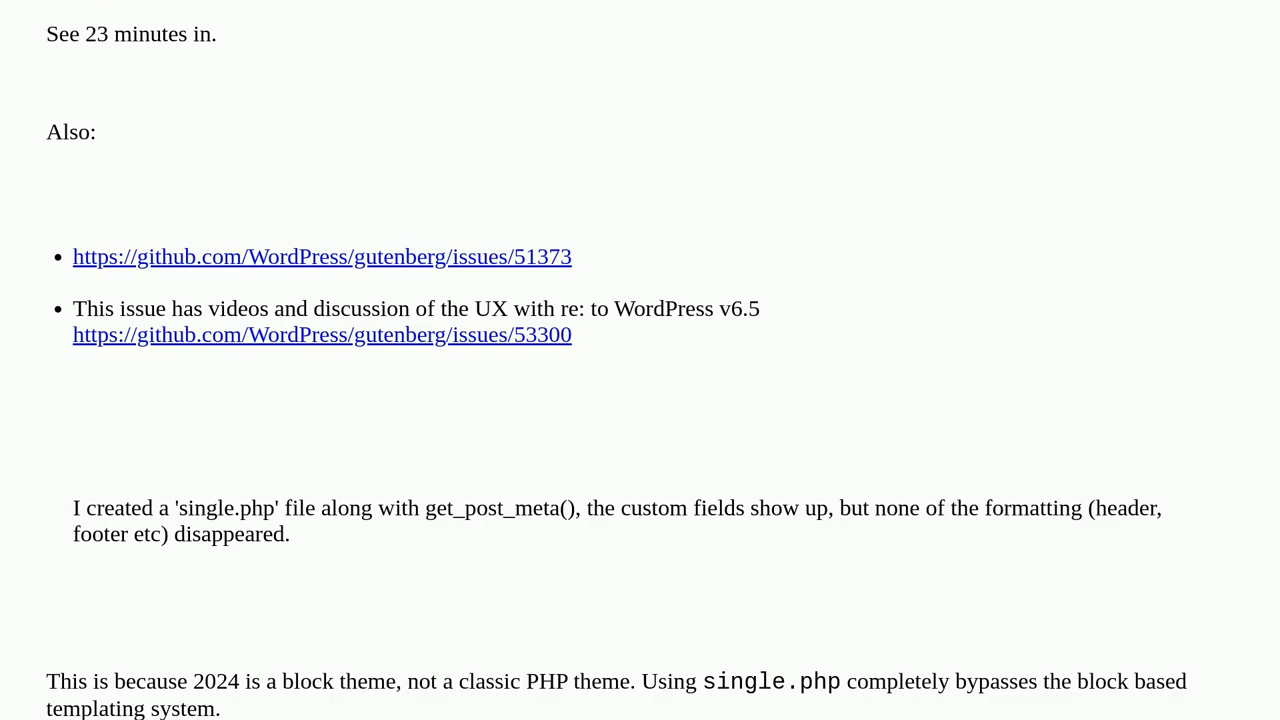 See 23 minutes in.
Also:
• https://github.com/WordPress/gutenberg/issues/51373
• This issue has videos and discussion of the UX with re: to WordPress v6.5
https://github.com/WordPress/gutenberg/issues/53300
I created a 'single.php' file along with get_post_meta(), the custom fields show up, but none of the formatting (header,
footer etc) disappeared.
This is because 2024 is a block theme, not a classic PHP theme. Using single.php completely bypasses the block based
templating system.